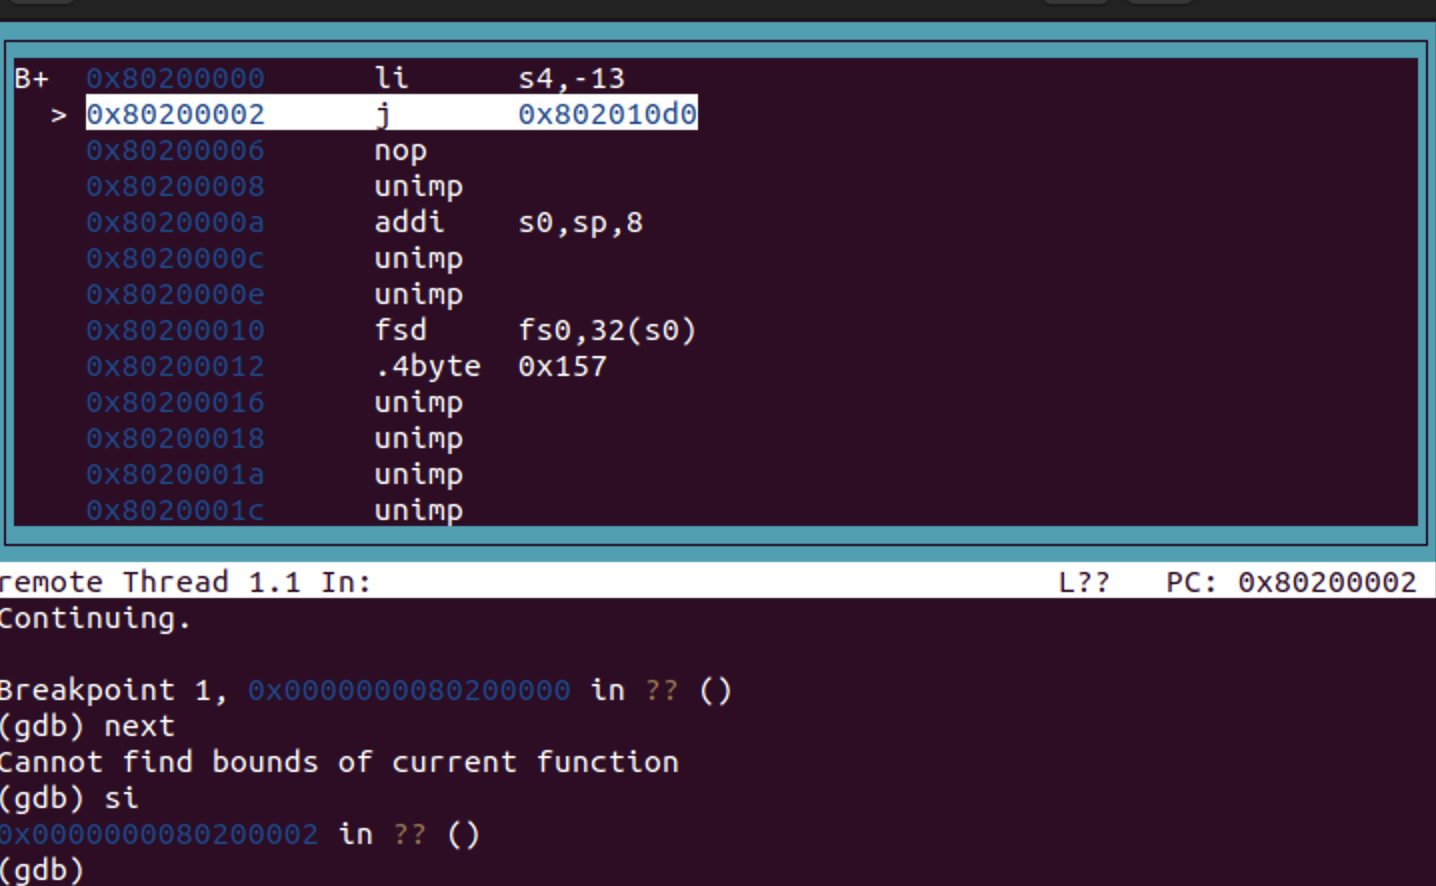 B+ 0x80200000 li s4,-13
> 0x80200002 j 0x802010d0
0x80200006 nop
0x80200008 unimp
0x8020000a addi s0,sp,8
0x8020000c unimp
0x8020000e unimp
0x80200010 fsd fs0,32(s0)
0x80200012 .4byte 0x157
0x80200016 unimp
0x80200018 unimp
0x8020001a unimp
0x8020001c unimp
remote Thread 1.1 In: L?? PC: 0x80200002
Continuing.
Breakpoint 1, 0x0000000080200000 in ?? ()
(gdb) next
Cannot find bounds of current function
(gdb) si
0x0000000080200002 in ?? ()
(gdb)